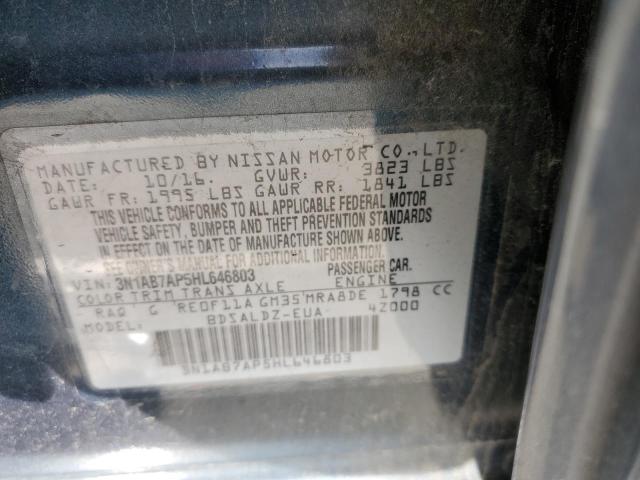 MANUFACTURED BY NISSAN MOTOR CO., LTD.
DATE: 10/16. GVWR: 3823 LBS
GAWR FR: 1995 LBS GAWR RR: 1841 LBS
THIS VEHICLE CONFORMS TO ALL APPLICABLE FEDERAL MOTOR
VEHICLE SAFETY, BUMPER AND THEFT PREVENTION STANDARDS
IN EFFECT ON THE DATE OF MANUFACTURE SHOWN ABOVE.
SEE OWNER'S MANUAL FOR ADDITIONAL INFORMATION.
VIN: 3N1AB7AP5HL646803 PASSENGER CAR.
COLOR TRIM TRANS AXLE ENGINE
RAQ G RE0F11A GM35 MRA8DE 1798 CC
MODEL: BDSALDZ-EUA 4Z000
3N1AB7AP5HL646803